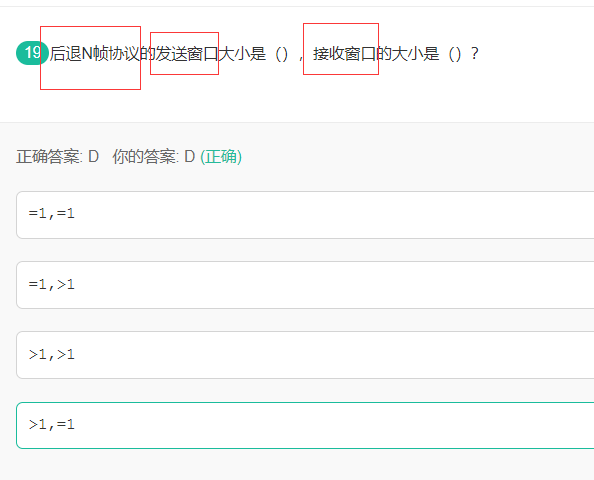 19 后退N帧协议的发送窗口大小是（），接收窗口的大小是（）?
正确答案: D 你的答案: D (正确)
=1,=1
=1,>1
>1,>1
>1,=1